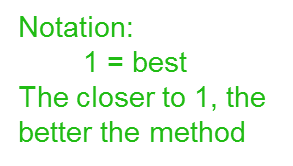 Notation:
1 = best
The closer to 1, the
better the method